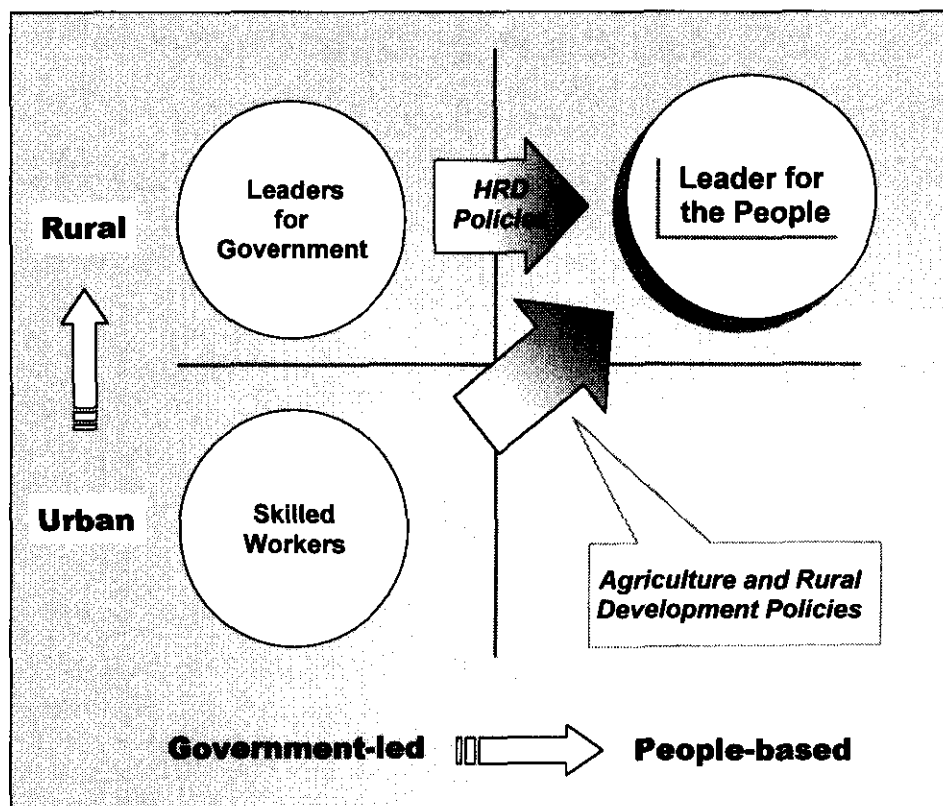 Leaders
for
Government
HRD
Policies
Leader for
the People
Rural
Urban
Skilled
Workers
Agriculture and Rural
Development Policies
Government-led
People-based